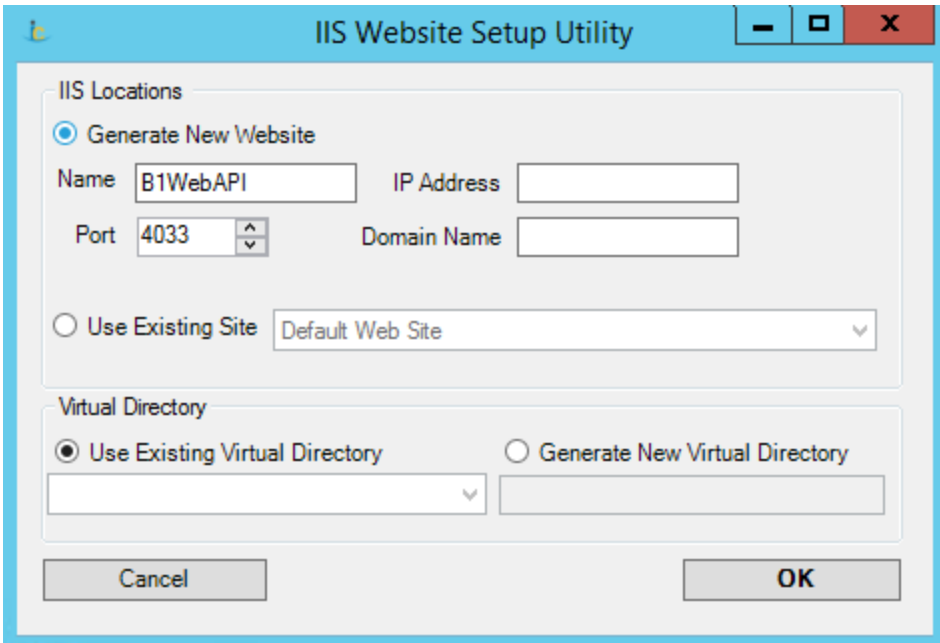 IIS Website Setup Utility
IIS Locations
Generate New Website
Name B1WebAPI IP Address
Port 4033 Domain Name
Use Existing Site Default Web Site
Virtual Directory
Use Existing Virtual Directory Generate New Virtual Directory
Cancel OK